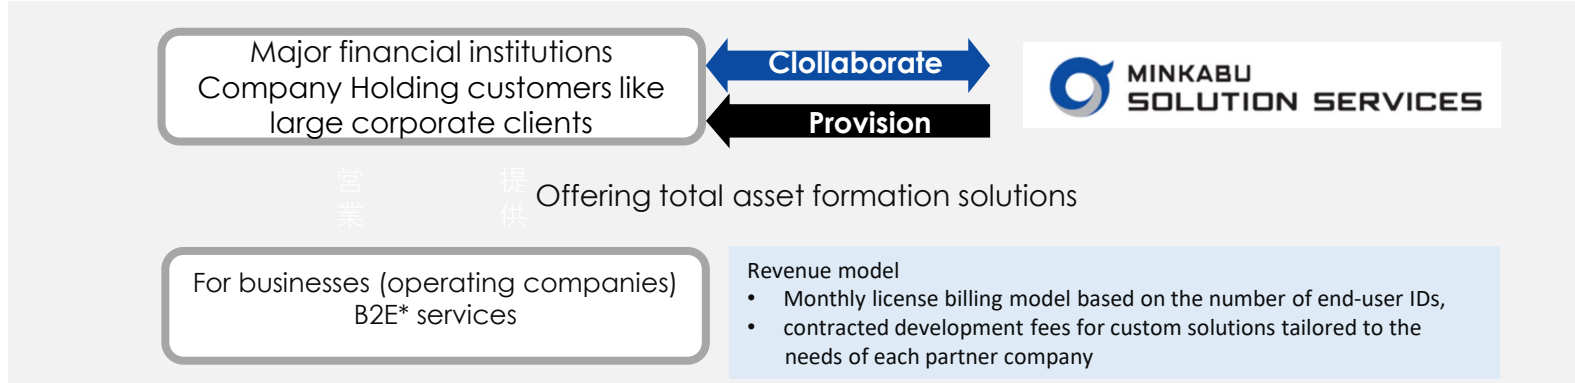 Major financial institutions
Company Holding customers like
large corporate clients
Clollaborate
Provision
MINKABU
SOLUTION SERVICES
営業
提供
Offering total asset formation solutions
For businesses (operating companies)
B2E* services
Revenue model
• Monthly license billing model based on the number of end-user IDs,
• contracted development fees for custom solutions tailored to the
needs of each partner company